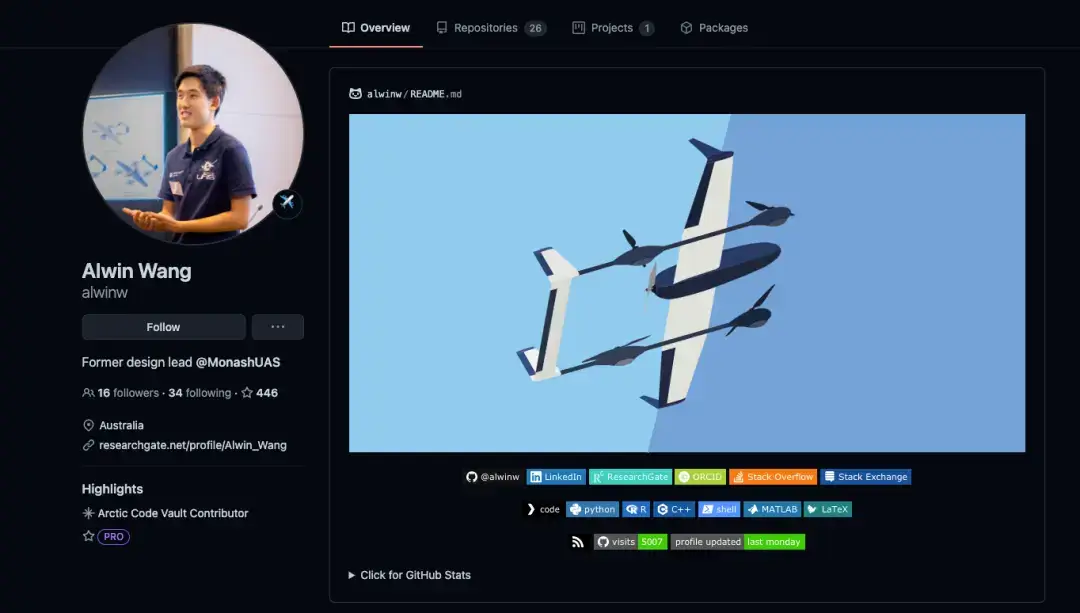 Overview Repositories 26 Projects 1 Packages
alwinw/README.md
Alwin Wang
alwinw
Follow ...
Former design lead @MonashUAS
16 followers · 34 following · 446
Australia
researchgate.net/profile/Alwin_Wang
Highlights
Arctic Code Vault Contributor
PRO
@alwinw LinkedIn ResearchGate ORCID Stack Overflow Stack Exchange
code python R C++ shell MATLAB LaTeX
visits 5007 profile updated last monday
Click for GitHub Stats